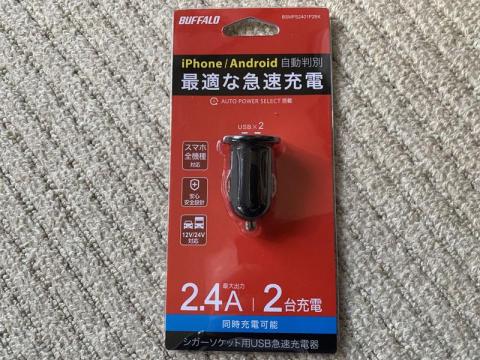 BUFFALO
BSMPS2401P2BK
iPhone/Android 自動判別
最適な急速充電
AUTO POWER SELECT 搭載
USB×2
スマホ
全機種
対応
安心
安全設計
12V/24V
対応
最大出力
2.4A 2台充電
同時充電可能
シガーソケット用USB急速充電器